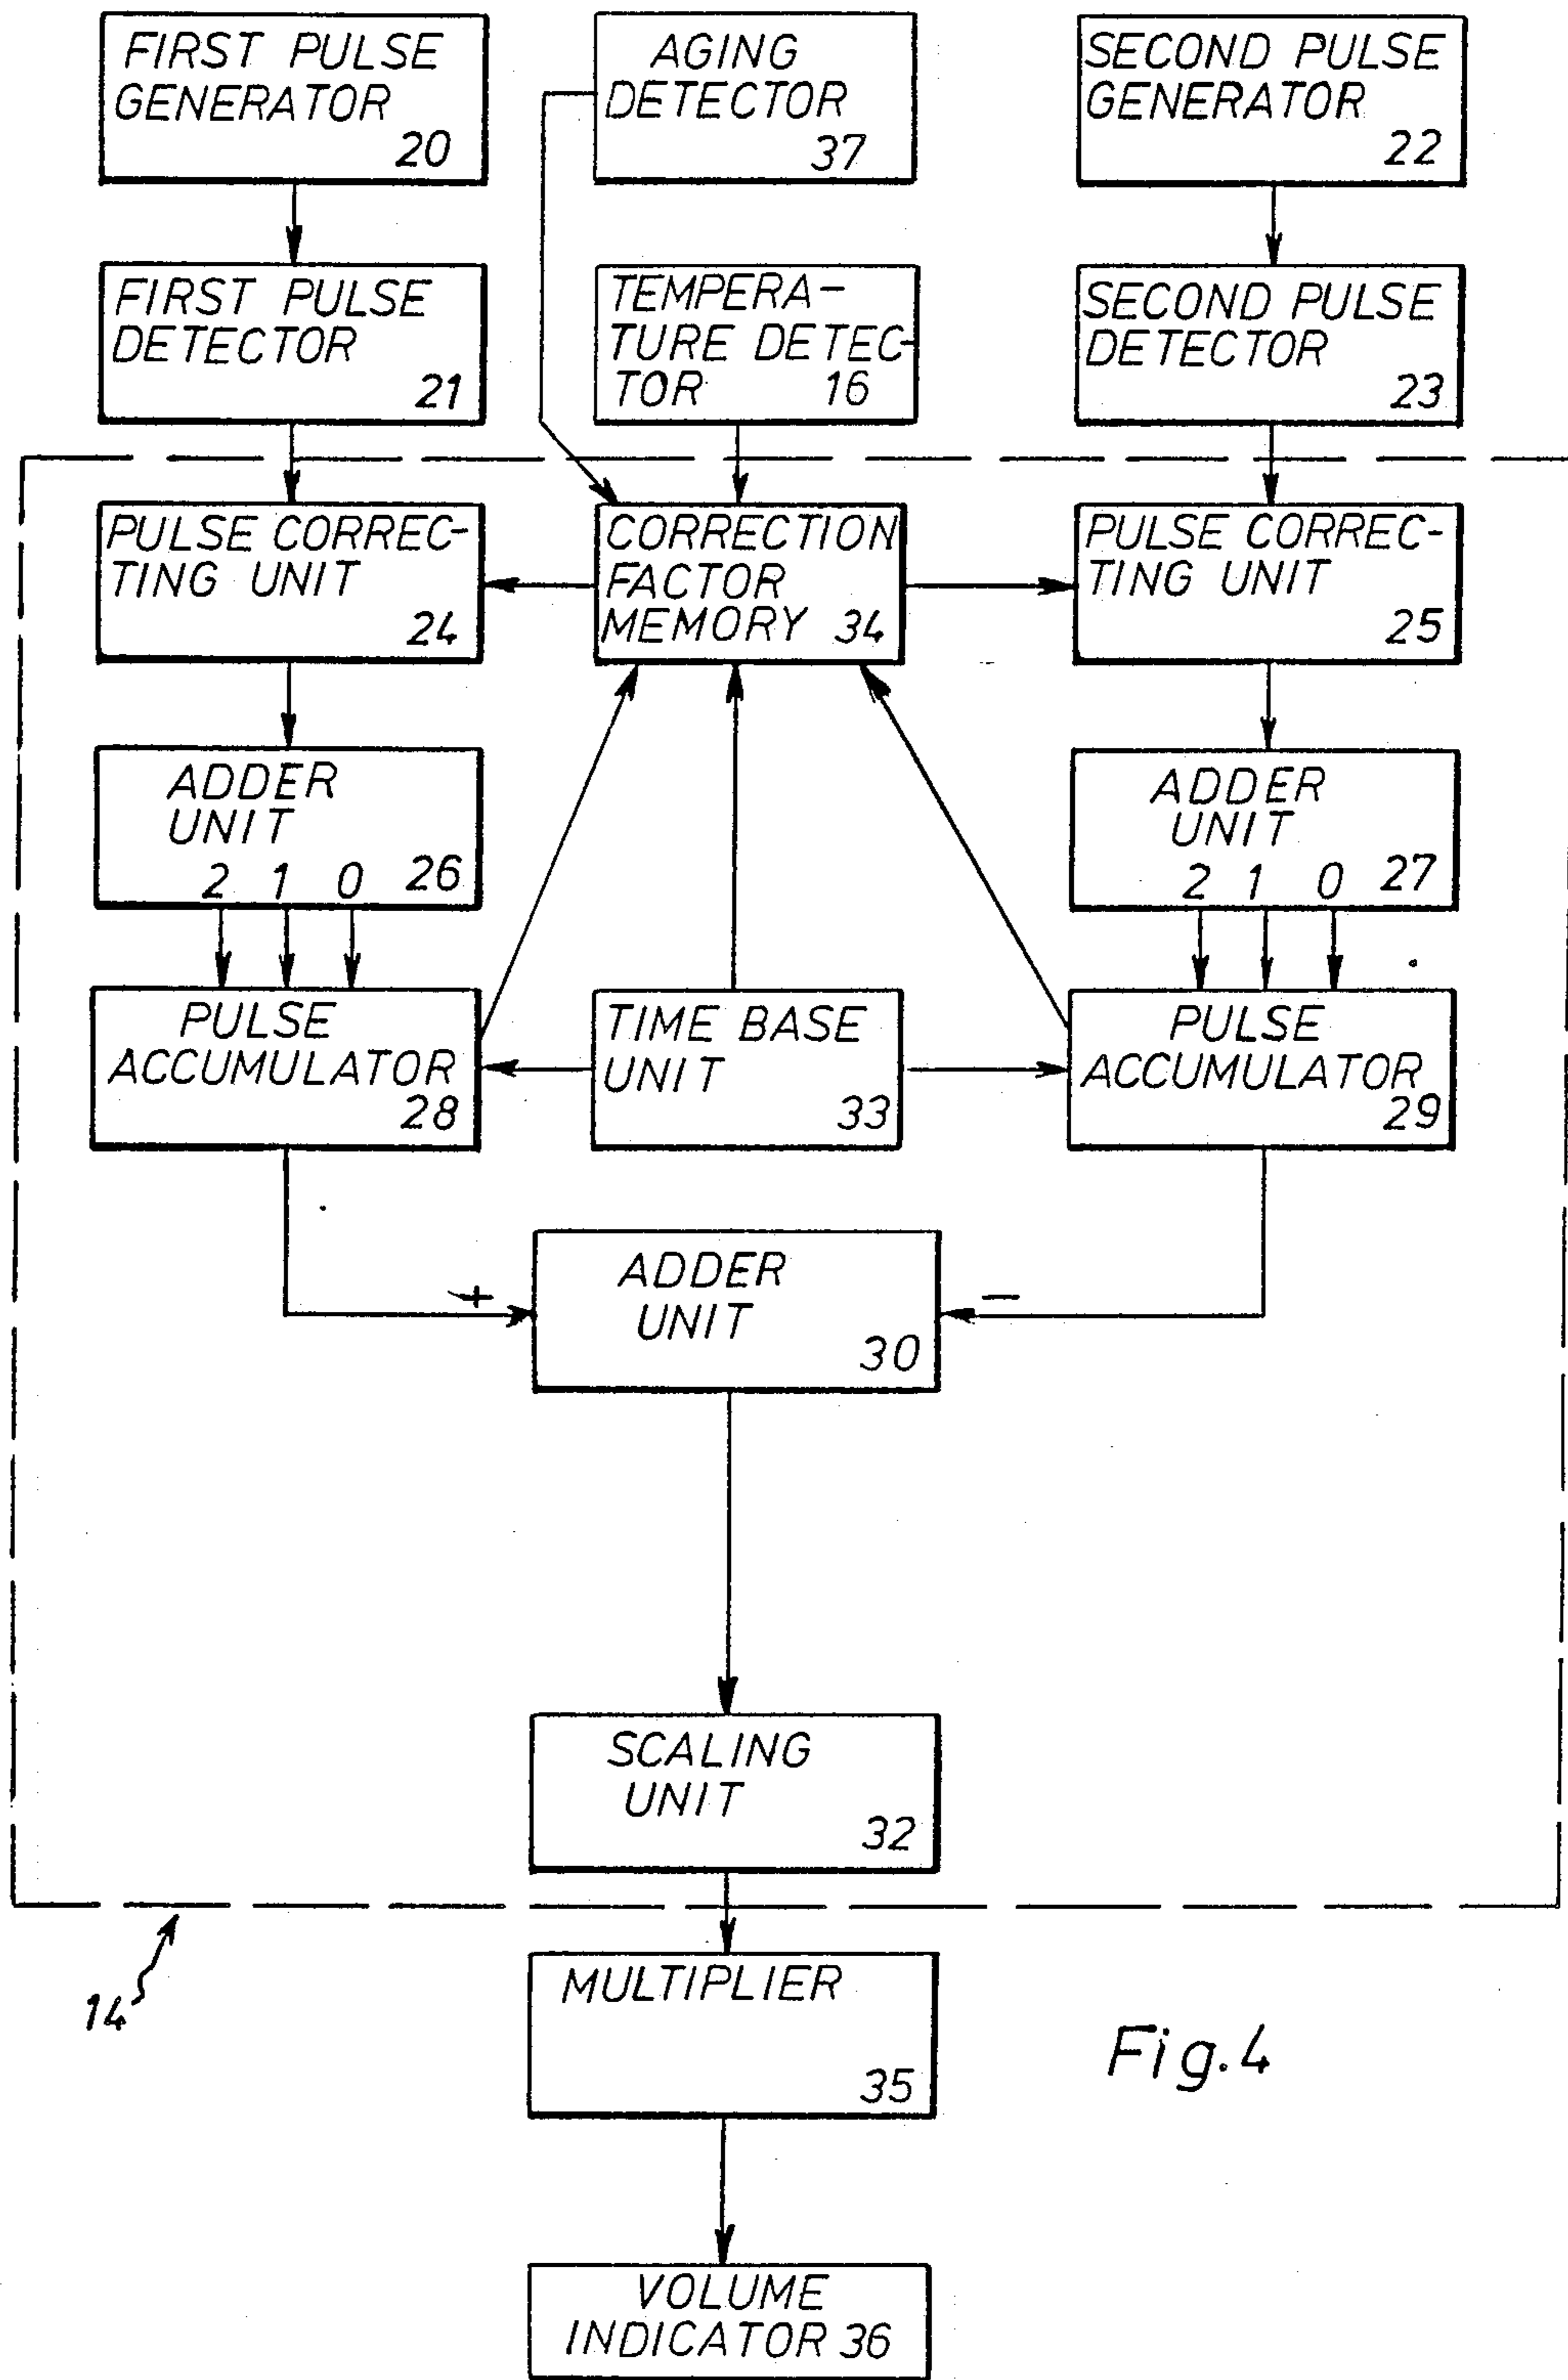 FIRST PULSE
GENERATOR
20
AGING
DETECTOR
37
SECOND PULSE
GENERATOR
22
FIRST PULSE
DETECTOR
21
TEMPERA-
TURE DETEC-
TOR 16
SECOND PULSE
DETECTOR
23
PULSE CORREC-
TING UNIT
24
CORRECTION
FACTOR
MEMORY 34
PULSE CORREC-
TING UNIT
25
ADDER
UNIT
2 1 0 26
ADDER
UNIT
2 1 0 27
PULSE
ACCUMULATOR
28
TIME BASE
UNIT
33
PULSE
ACCUMULATOR
29
+
ADDER
UNIT
30
−
SCALING
UNIT
32
14
MULTIPLIER
35
Fig.4
VOLUME
INDICATOR 36